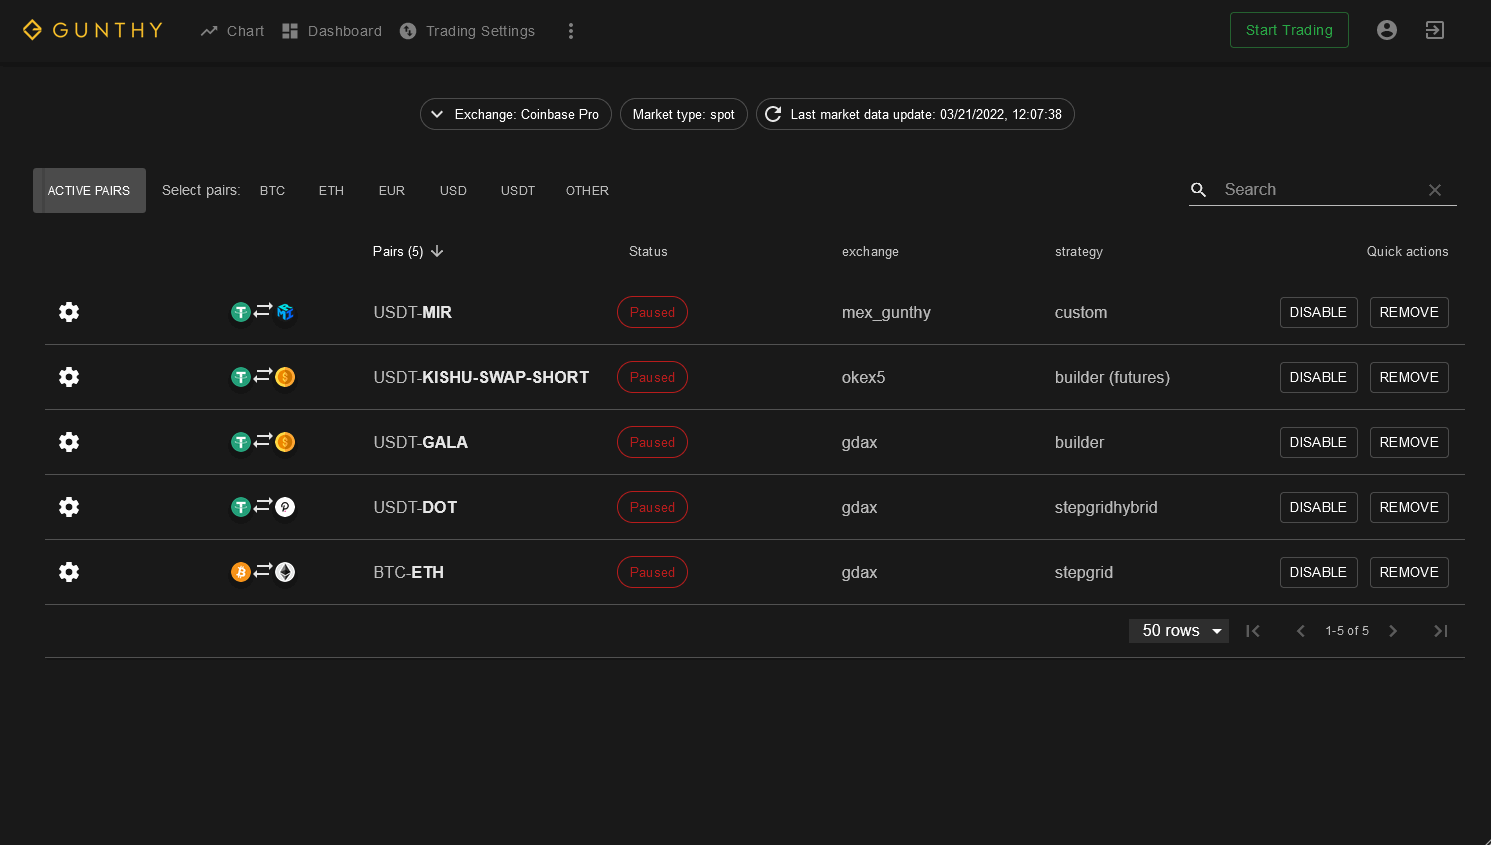 GUNTHY Chart Dashboard Trading Settings Start Trading
Exchange: Coinbase Pro Market type: spot Last market data update: 03/21/2022, 12:07:38
ACTIVE PAIRS Select pairs: BTC ETH EUR USD USDT OTHER Search
Pairs (5) Status exchange strategy Quick actions
USDT-MIR Paused mex_gunthy custom DISABLE REMOVE
USDT-KISHU-SWAP-SHORT Paused okex5 builder (futures) DISABLE REMOVE
USDT-GALA Paused gdax builder DISABLE REMOVE
USDT-DOT Paused gdax stepgridhybrid DISABLE REMOVE
BTC-ETH Paused gdax stepgrid DISABLE REMOVE
50 rows 1-5 of 5